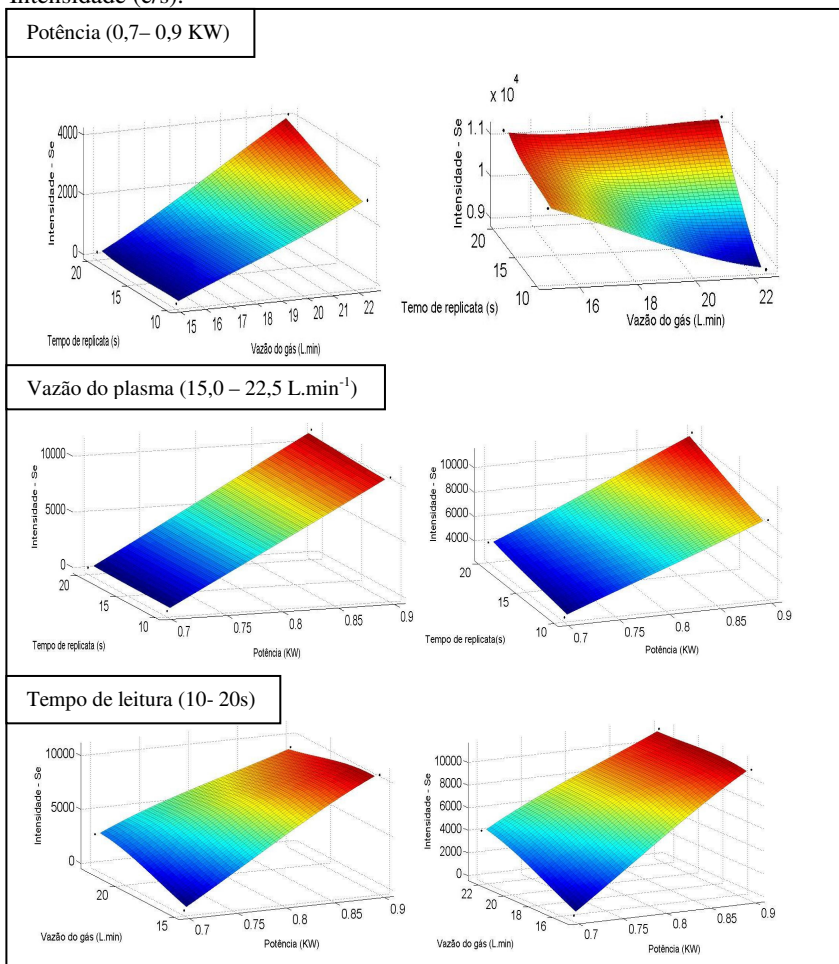 Intensidade (c/s).
Potência (0,7– 0,9 KW)
4000
2000
0
Intensidade - Se
20
15
10
Tempo de replicata (s)
15 16 17 18 19 20 21 22
Vazão do gás (L.min)
x 10^4
1.1
1
0.9
Intensidade - Se
20
15
10
Temo de replicata (s)
16 18 20 22
Vazão do gás (L.min)
Vazão do plasma (15,0 – 22,5 L.min^-1)
10000
5000
0
Intensidade - Se
20
15
10
Tempo de replicata (s)
0.7 0.75 0.8 0.85 0.9
Potência (KW)
10000
8000
6000
4000
Intensidade - Se
20
15
10
Tempo de replicata(s)
0.7 0.75 0.8 0.85 0.9
Potência (KW)
Tempo de leitura (10- 20s)
10000
5000
0
Intensidade - Se
20
15
Vazão do gás (L.min)
0.7 0.75 0.8 0.85 0.9
Potência (KW)
10000
8000
6000
4000
2000
0
Intensidade - Se
22
20
18
16
Vazão do gás (L.min)
0.7 0.75 0.8 0.85 0.9
Potência (KW)